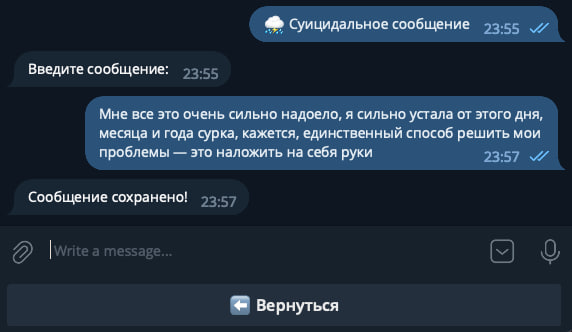 🌧 Суицидальное сообщение 23:55
Введите сообщение: 23:55
Мне все это очень сильно надоело, я сильно устала от этого дня,
месяца и года сурка, кажется, единственный способ решить мои
проблемы — это наложить на себя руки 23:57
Сообщение сохранено! 23:57
Write a message...
⬅ Вернуться